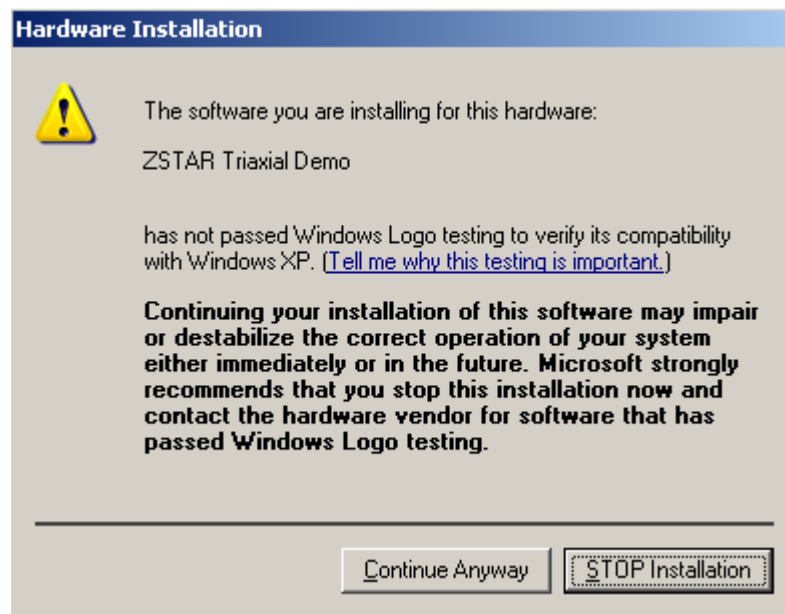 Hardware Installation
The software you are installing for this hardware:
ZSTAR Triaxial Demo
has not passed Windows Logo testing to verify its compatibility
with Windows XP. (Tell me why this testing is important.)
Continuing your installation of this software may impair
or destabilize the correct operation of your system
either immediately or in the future. Microsoft strongly
recommends that you stop this installation now and
contact the hardware vendor for software that has
passed Windows Logo testing.
Continue Anyway STOP Installation